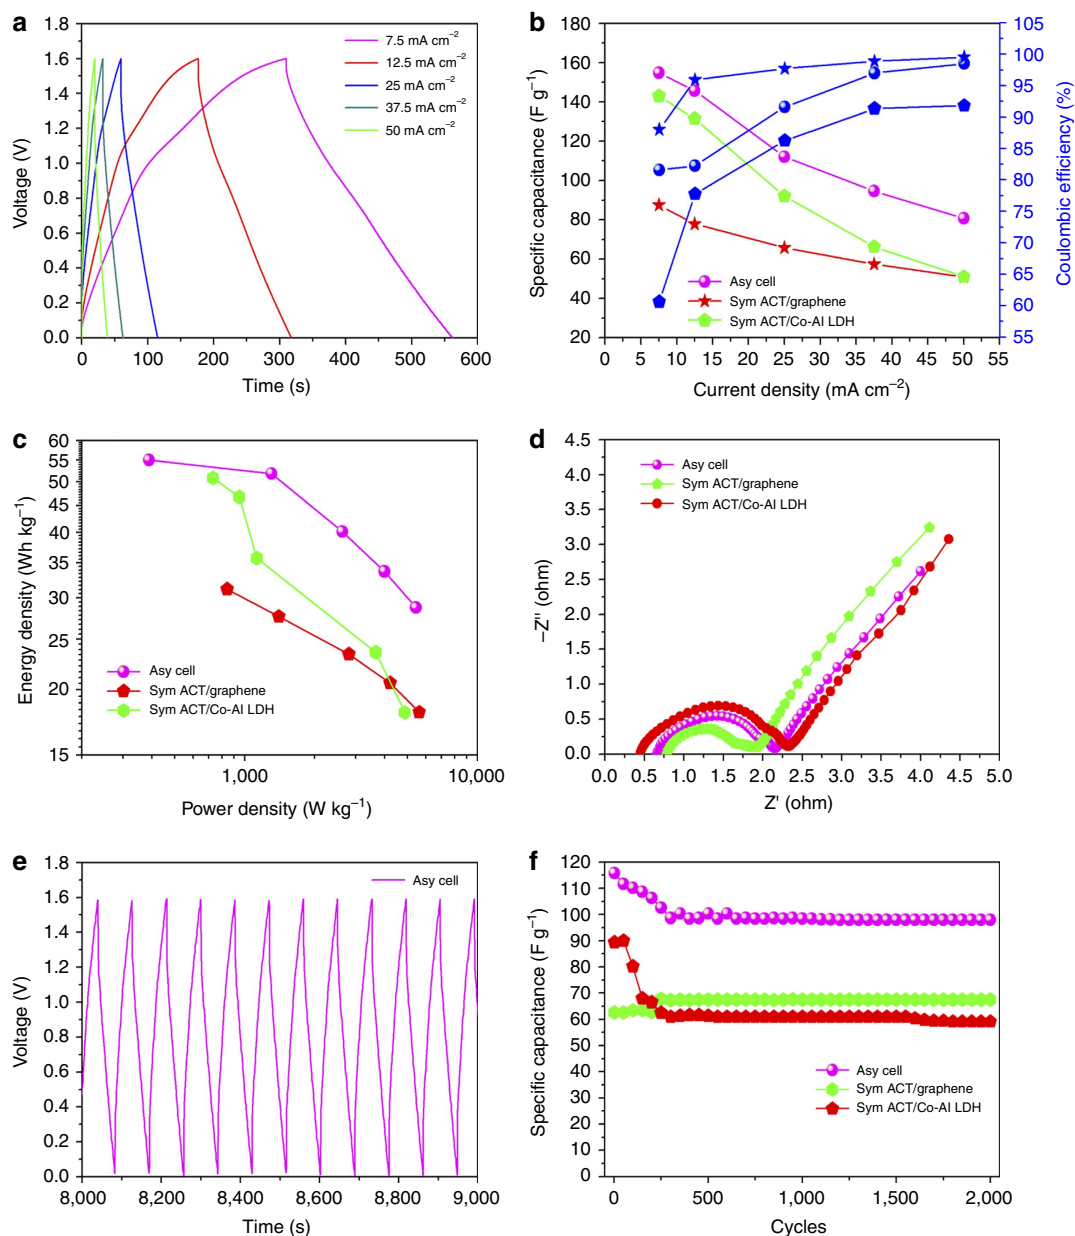 a
1.8
1.6
1.4
1.2
1.0
0.8
0.6
0.4
0.2
0.0
Voltage (V)
7.5 mA cm⁻²
12.5 mA cm⁻²
25 mA cm⁻²
37.5 mA cm⁻²
50 mA cm⁻²
0 100 200 300 400 500 600
Time (s)
b
180
160
140
120
100
80
60
40
20
Specific capacitance (F g⁻¹)
105
100
95
90
85
80
75
70
65
60
55
Coulombic efficiency (%)
Asy cell
Sym ACT/graphene
Sym ACT/Co-Al LDH
0 5 10 15 20 25 30 35 40 45 50 55
Current density (mA cm⁻²)
c
60
55
50
45
40
35
30
25
20
15
Energy density (Wh kg⁻¹)
Asy cell
Sym ACT/graphene
Sym ACT/Co-Al LDH
1,000 10,000
Power density (W kg⁻¹)
d
4.5
4.0
3.5
3.0
2.5
2.0
1.5
1.0
0.5
0.0
–Z″ (ohm)
Asy cell
Sym ACT/graphene
Sym ACT/Co-Al LDH
0.0 0.5 1.0 1.5 2.0 2.5 3.0 3.5 4.0 4.5 5.0
Z' (ohm)
e
1.8
1.6
1.4
1.2
1.0
0.8
0.6
0.4
0.2
0.0
Voltage (V)
Asy cell
8,000 8,200 8,400 8,600 8,800 9,000
Time (s)
f
120
110
100
90
80
70
60
50
40
30
20
10
0
Specific capacitance (F g⁻¹)
Asy cell
Sym ACT/graphene
Sym ACT/Co-Al LDH
0 500 1,000 1,500 2,000
Cycles